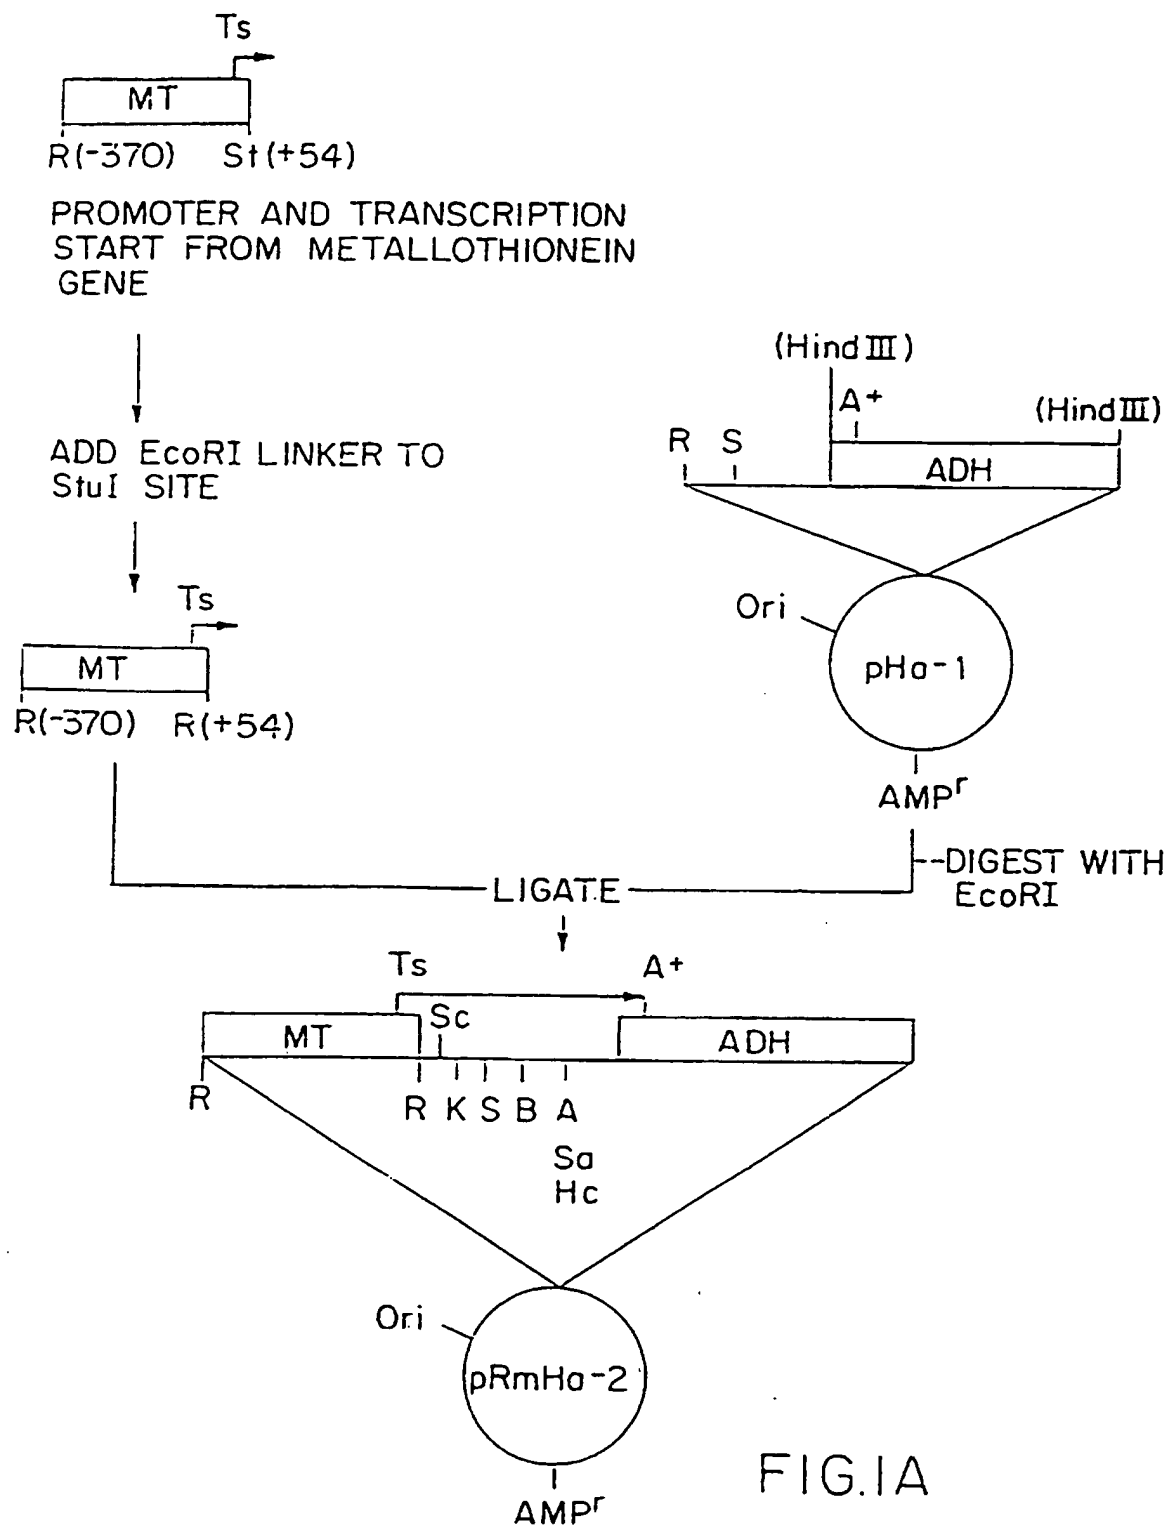 Ts
MT
R(-370) St(+54)
PROMOTER AND TRANSCRIPTION
START FROM METALLOTHIONEIN
GENE
ADD EcoRI LINKER TO
StuI SITE
Ts
MT
R(-370) R(+54)
(Hind III)
A+
(Hind III)
R S
ADH
Ori
pHa-1
AMPr
DIGEST WITH
EcoRI
LIGATE
Ts
A+
Sc
MT
ADH
R
R K S B A
Sa
Hc
Ori
pRmHa-2
AMPr
FIG.1A